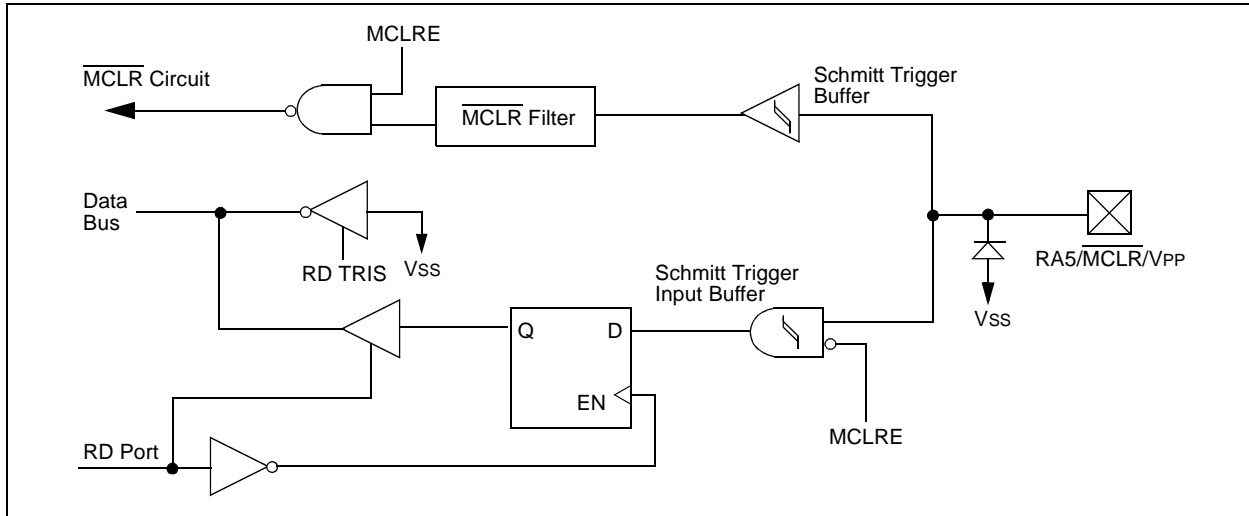 MCLRE
MCLR Circuit
Schmitt Trigger
Buffer
MCLR Filter
Data
Bus
RD TRIS
VSS
RA5/MCLR/VPP
Schmitt Trigger
Input Buffer
VSS
Q
D
EN
MCLRE
RD Port